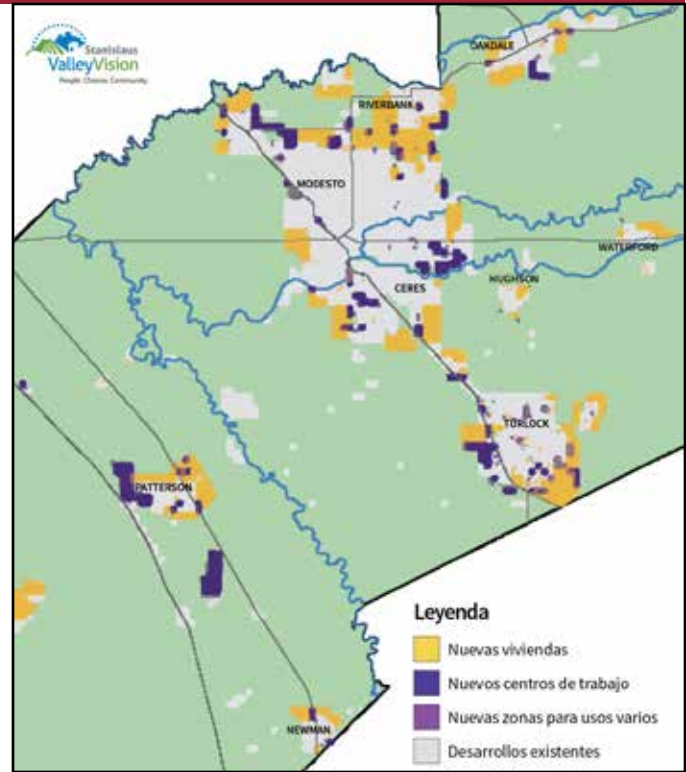 Stanislaus
ValleyVision
People. Choices. Community.
OAKDALE
RIVERBANK
MODESTO
WATERFORD
HUGHSON
CERES
TURLOCK
PATTERSON
NEWMAN
Leyenda
Nuevas viviendas
Nuevos centros de trabajo
Nuevas zonas para usos varios
Desarrollos existentes